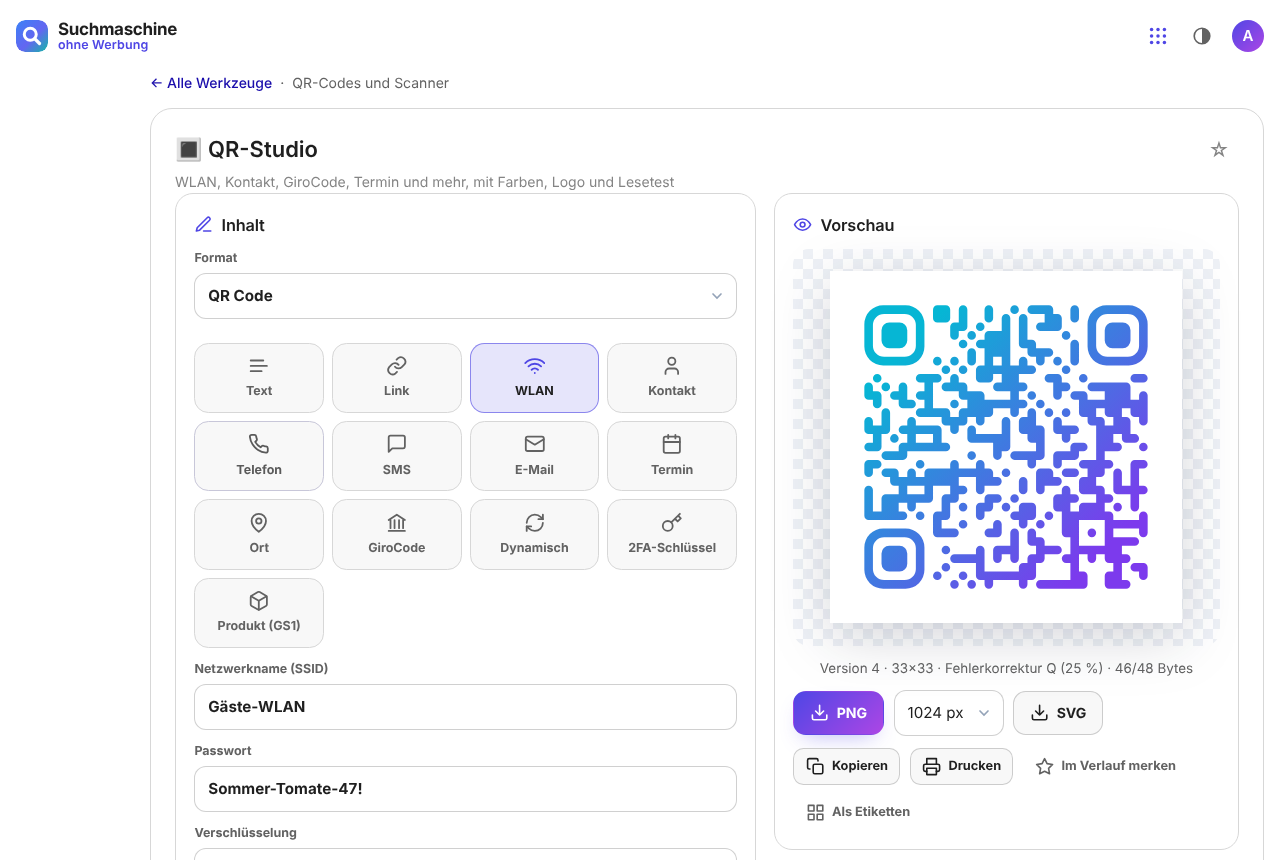 Suchmaschine
ohne Werbung
A
← Alle Werkzeuge · QR-Codes und Scanner
QR-Studio
WLAN, Kontakt, GiroCode, Termin und mehr, mit Farben, Logo und Lesetest
Inhalt
Format
QR Code
Text
Link
WLAN
Kontakt
Telefon
SMS
E-Mail
Termin
Ort
GiroCode
Dynamisch
2FA-Schlüssel
Produkt (GS1)
Netzwerkname (SSID)
Gäste-WLAN
Passwort
Sommer-Tomate-47!
Verschlüsselung
Vorschau
Version 4 · 33×33 · Fehlerkorrektur Q (25 %) · 46/48 Bytes
PNG
1024 px
SVG
Kopieren
Drucken
Im Verlauf merken
Als Etiketten